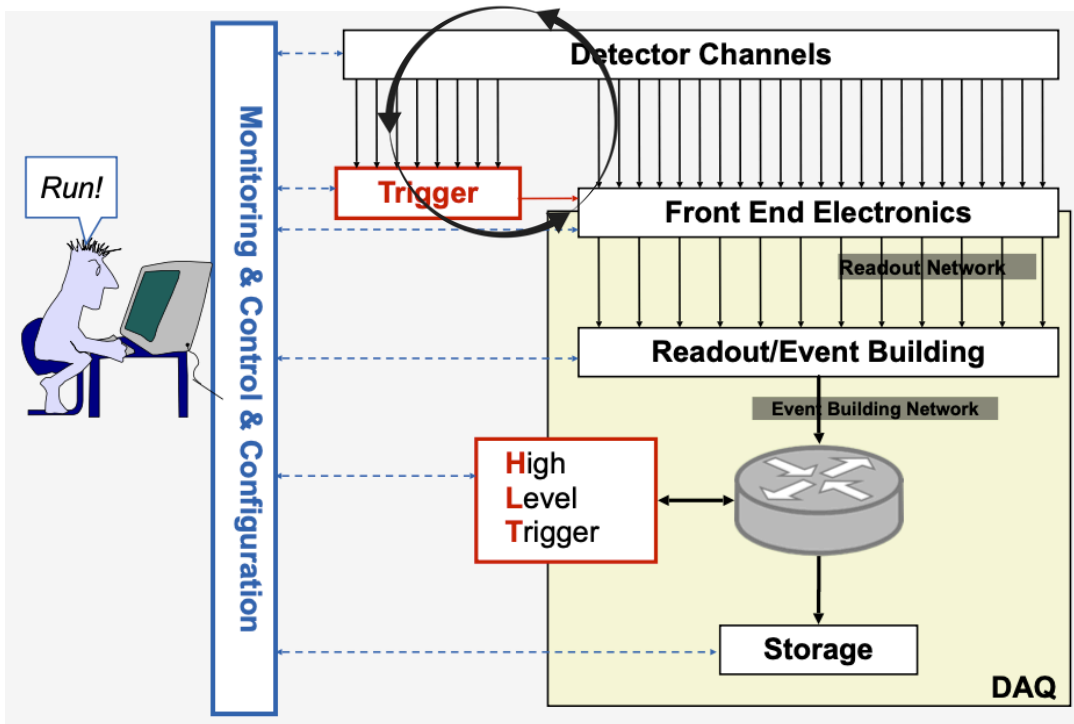 Detector Channels
Run!
Monitoring & Control & Configuration
Trigger
Front End Electronics
Readout Network
Readout/Event Building
Event Building Network
High
Level
Trigger
Storage
DAQ